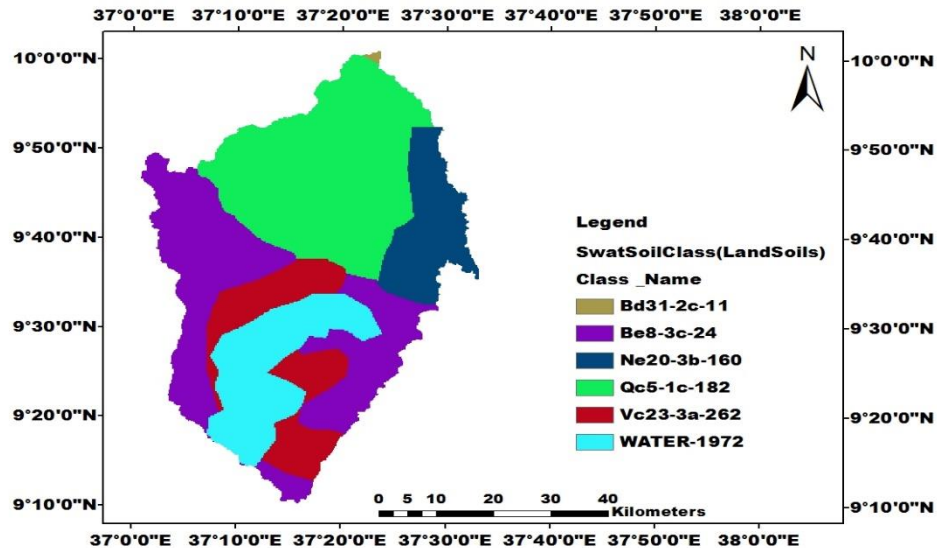 37°0'0"E 37°10'0"E 37°20'0"E 37°30'0"E 37°40'0"E 37°50'0"E 38°0'0"E
N
10°0'0"N 10°0'0"N
9°50'0"N 9°50'0"N
9°40'0"N 9°40'0"N
9°30'0"N 9°30'0"N
9°20'0"N 9°20'0"N
9°10'0"N 9°10'0"N
Legend
SwatSoilClass(LandSoils)
Class _Name
Bd31-2c-11
Be8-3c-24
Ne20-3b-160
Qc5-1c-182
Vc23-3a-262
WATER-1972
0 5 10 20 30 40
Kilometers
37°0'0"E 37°10'0"E 37°20'0"E 37°30'0"E 37°40'0"E 37°50'0"E 38°0'0"E